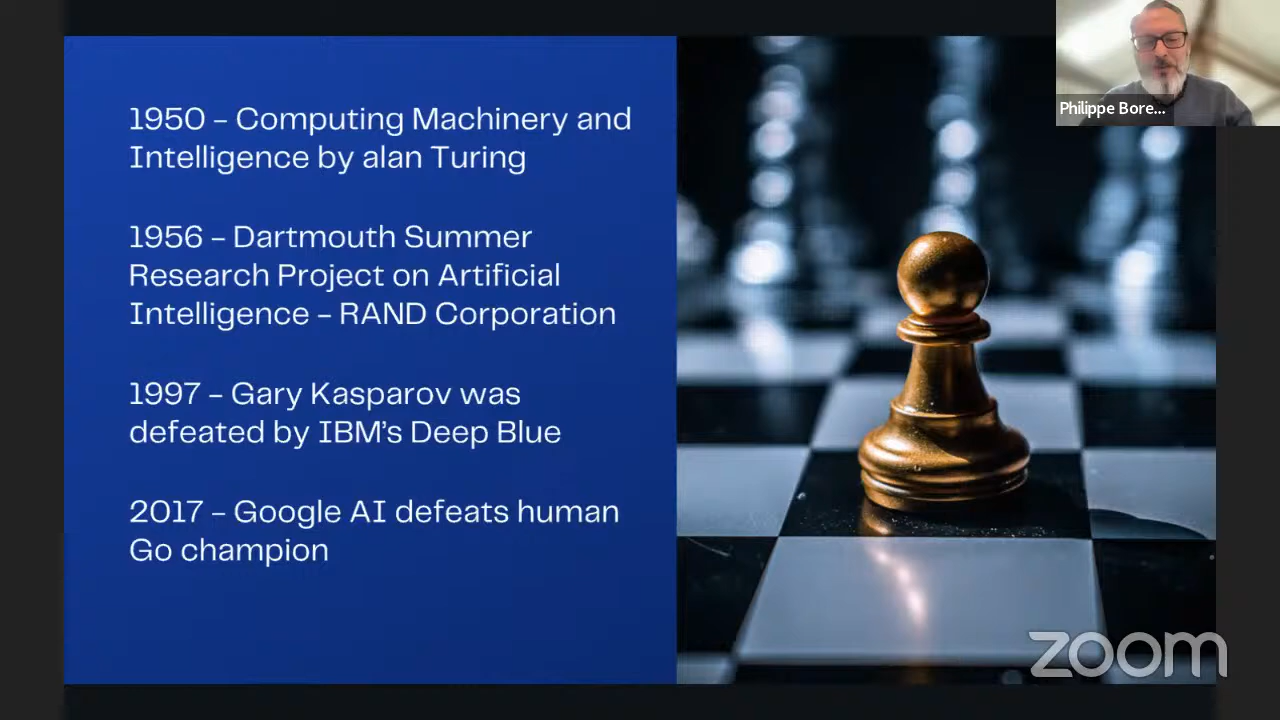 1950 – Computing Machinery and
Intelligence by alan Turing
1956 – Dartmouth Summer
Research Project on Artificial
Intelligence – RAND Corporation
1997 – Gary Kasparov was
defeated by IBM's Deep Blue
2017 – Google AI defeats human
Go champion
Philippe Bore...
zoom